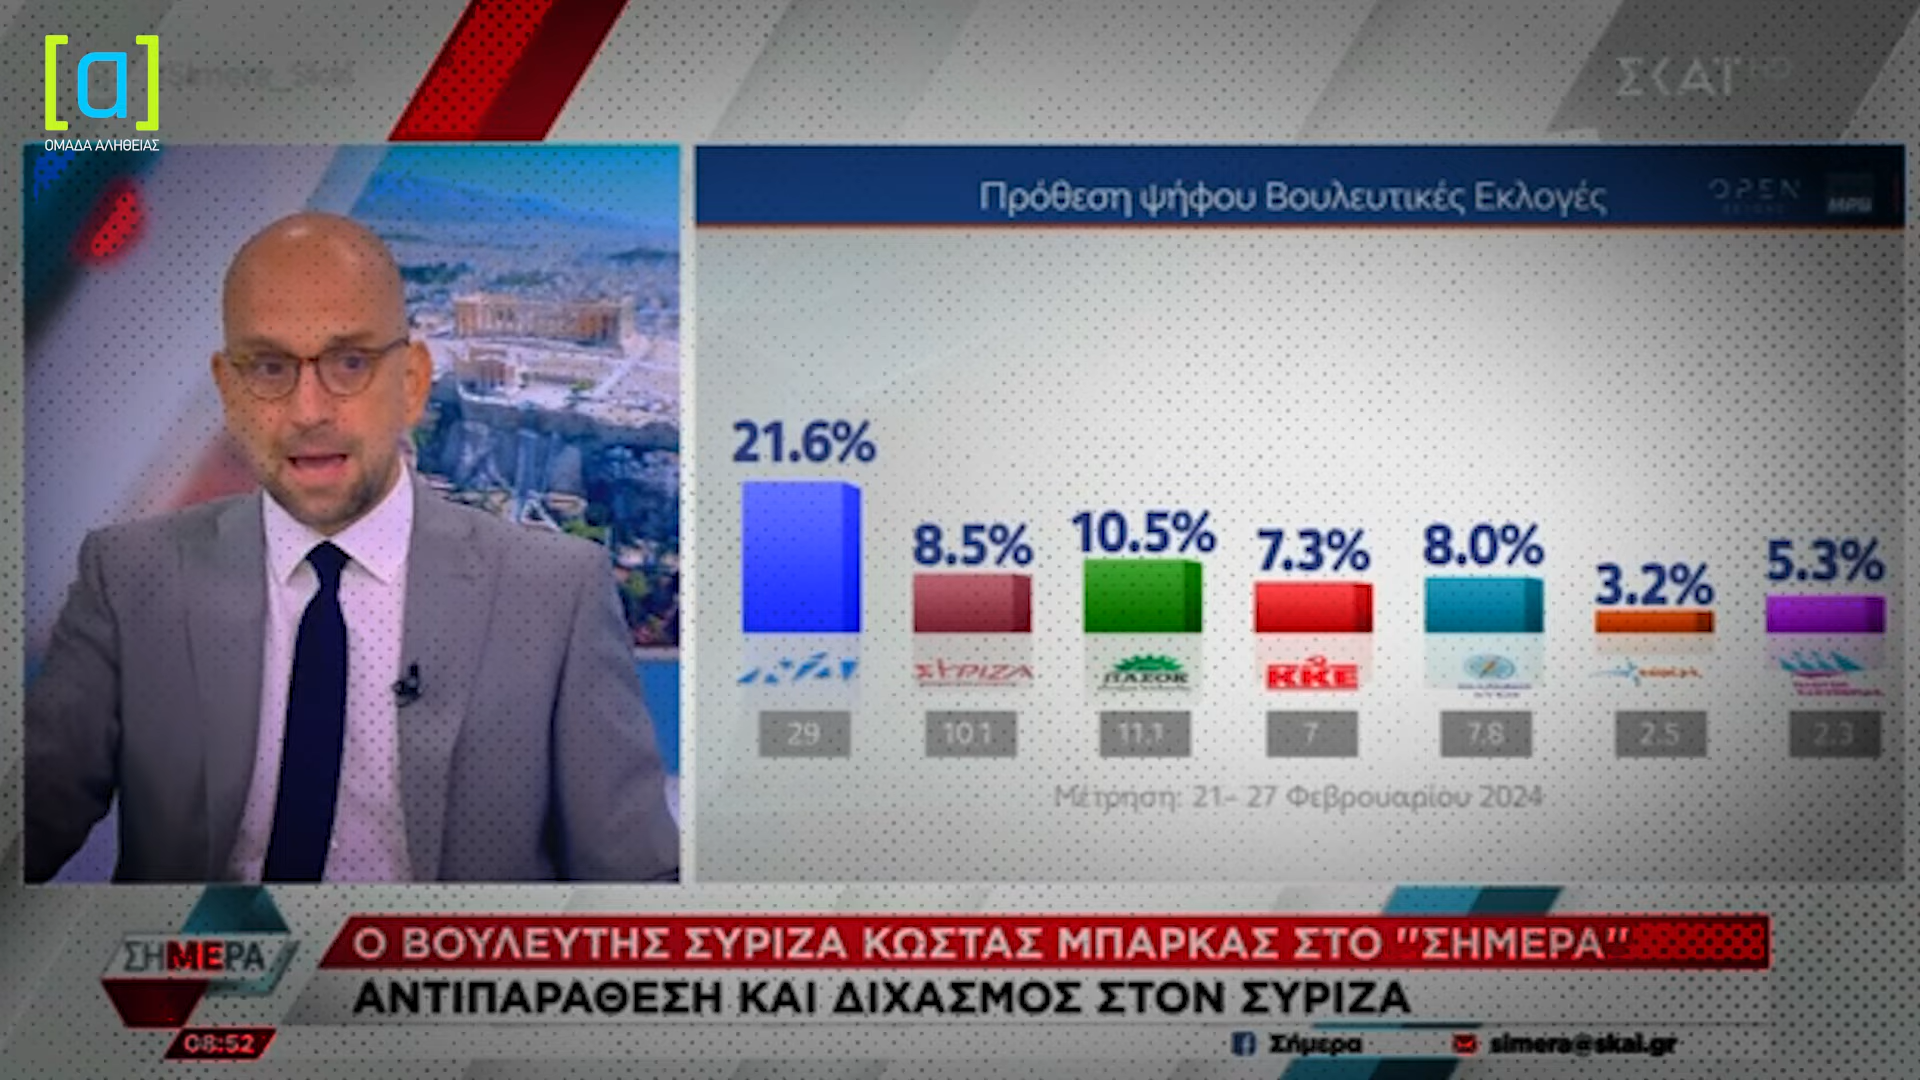 [α]
ΟΜΑΔΑ ΑΛΗΘΕΙΑΣ
ΣΚΑΪ
Πρόθεση ψήφου Βουλευτικές Εκλογές
OPEN
MRB
21.6%
8.5%
10.5%
7.3%
8.0%
3.2%
5.3%
ΣΥΡΙΖΑ
ΠΑΣΟΚ
ΚΚΕ
29
10.1
11.1
7
7.8
2.5
2.3
Μέτρηση: 21– 27 Φεβρουαρίου 2024
ΣΗΜΕΡΑ
Ο ΒΟΥΛΕΥΤΗΣ ΣΥΡΙΖΑ ΚΩΣΤΑΣ ΜΠΑΡΚΑΣ ΣΤΟ "ΣΗΜΕΡΑ"
ΑΝΤΙΠΑΡΑΘΕΣΗ ΚΑΙ ΔΙΧΑΣΜΟΣ ΣΤΟΝ ΣΥΡΙΖΑ
08:52
Σήμερα
simera@skai.gr